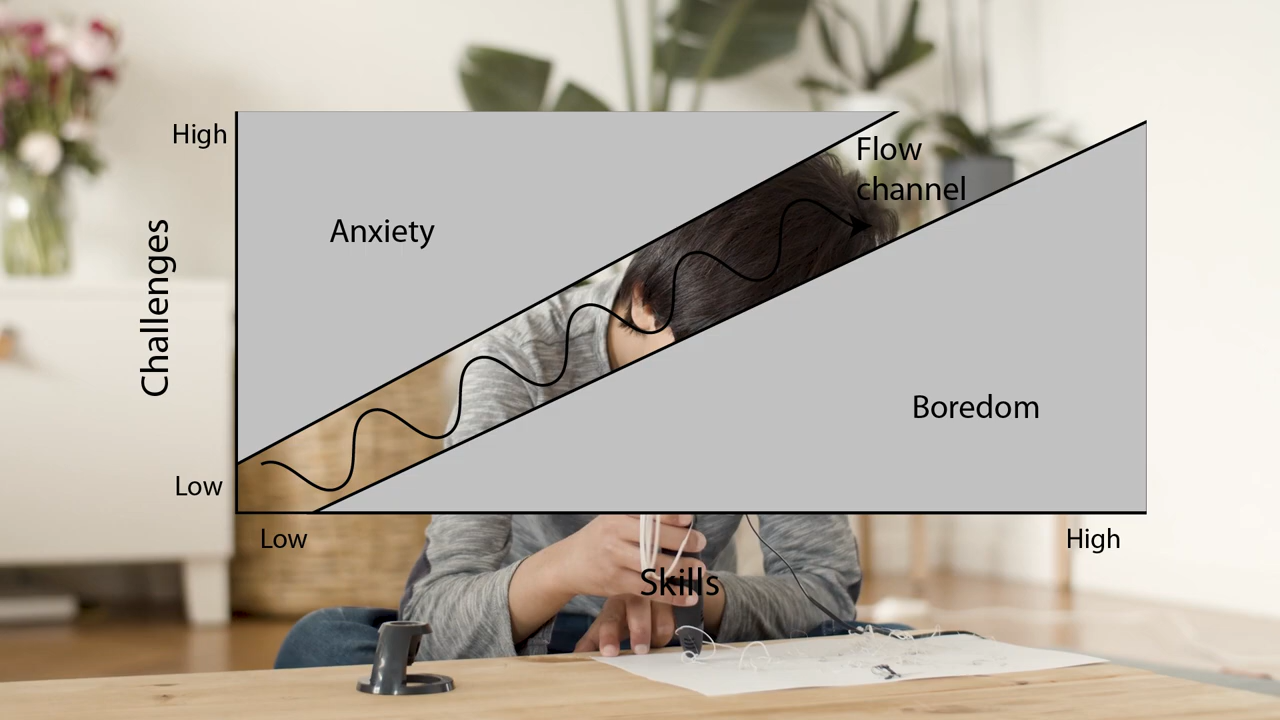 High
Flow
channel
Anxiety
Challenges
Boredom
Low
Low
High
Skills